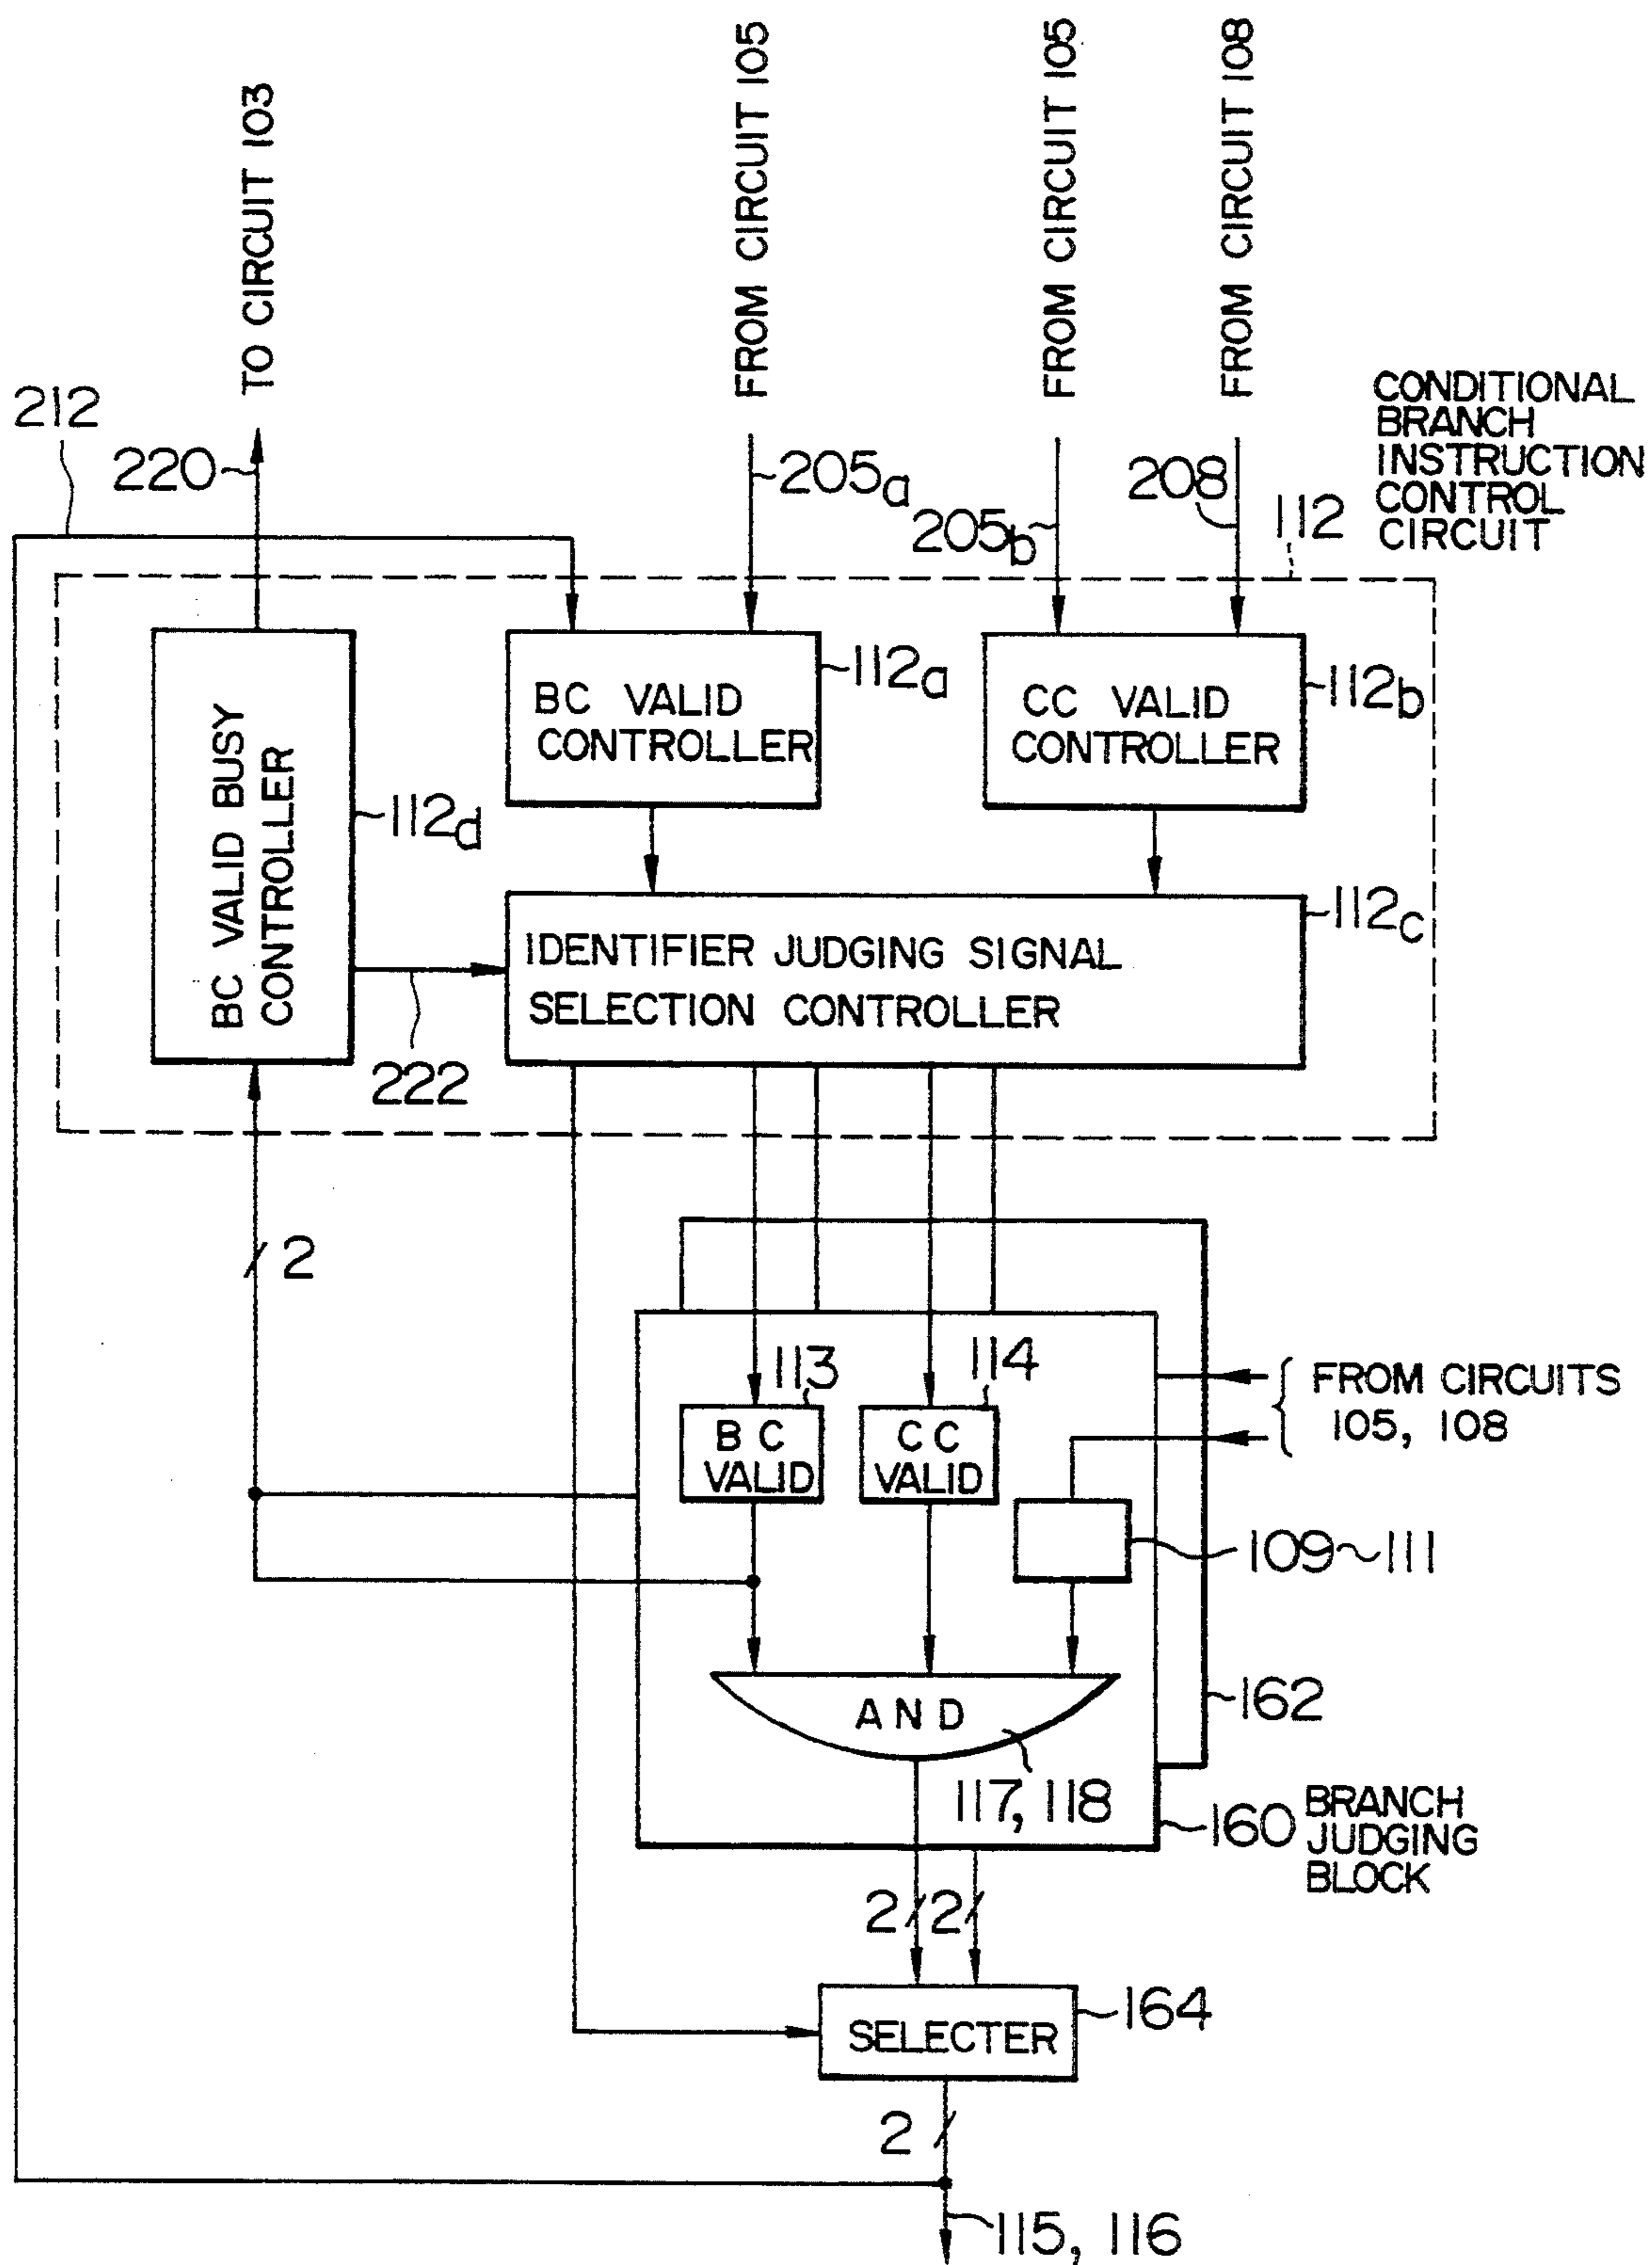 TO CIRCUIT 103
FROM CIRCUIT 105
FROM CIRCUIT 105
FROM CIRCUIT 108
212
220
205a
205b
208
CONDITIONAL
BRANCH
INSTRUCTION
CONTROL
CIRCUIT
112
BC VALID BUSY
CONTROLLER
112d
BC VALID
CONTROLLER
112a
CC VALID
CONTROLLER
112b
IDENTIFIER JUDGING SIGNAL
SELECTION CONTROLLER
112c
222
2
113
BC
VALID
114
CC
VALID
FROM CIRCUITS
105, 108
109~111
AND
117, 118
162
160
BRANCH
JUDGING
BLOCK
2
2
SELECTER
164
2
115, 116